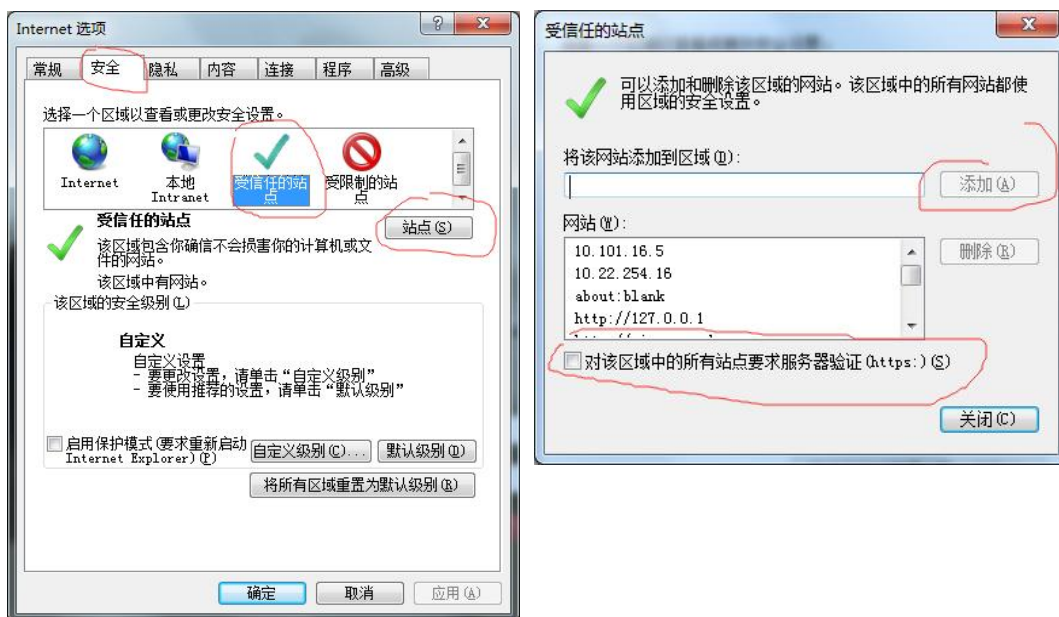 Internet 选项
常规 安全 隐私 内容 连接 程序 高级
选择一个区域以查看或更改安全设置。
Internet
本地
Intranet
受信任的站
点
受限制的站
点
受信任的站点
站点(S)
该区域包含你确信不会损害你的计算机或文
件的网站。
该区域中有网站。
该区域的安全级别(L)
自定义
自定义设置
- 要更改设置，请单击“自定义级别”
- 要使用推荐的设置，请单击“默认级别”
启用保护模式(要求重新启动
Internet Explorer)(P)
自定义级别(C)... 默认级别(D)
将所有区域重置为默认级别(R)
确定 取消 应用(A)
受信任的站点
可以添加和删除该区域的网站。该区域中的所有网站都使
用区域的安全设置。
将该网站添加到区域(D):
添加(A)
网站(W):
10.101.16.5
10.22.254.16
about:blank
http://127.0.0.1
删除(R)
对该区域中的所有站点要求服务器验证(https:)(S)
关闭(C)